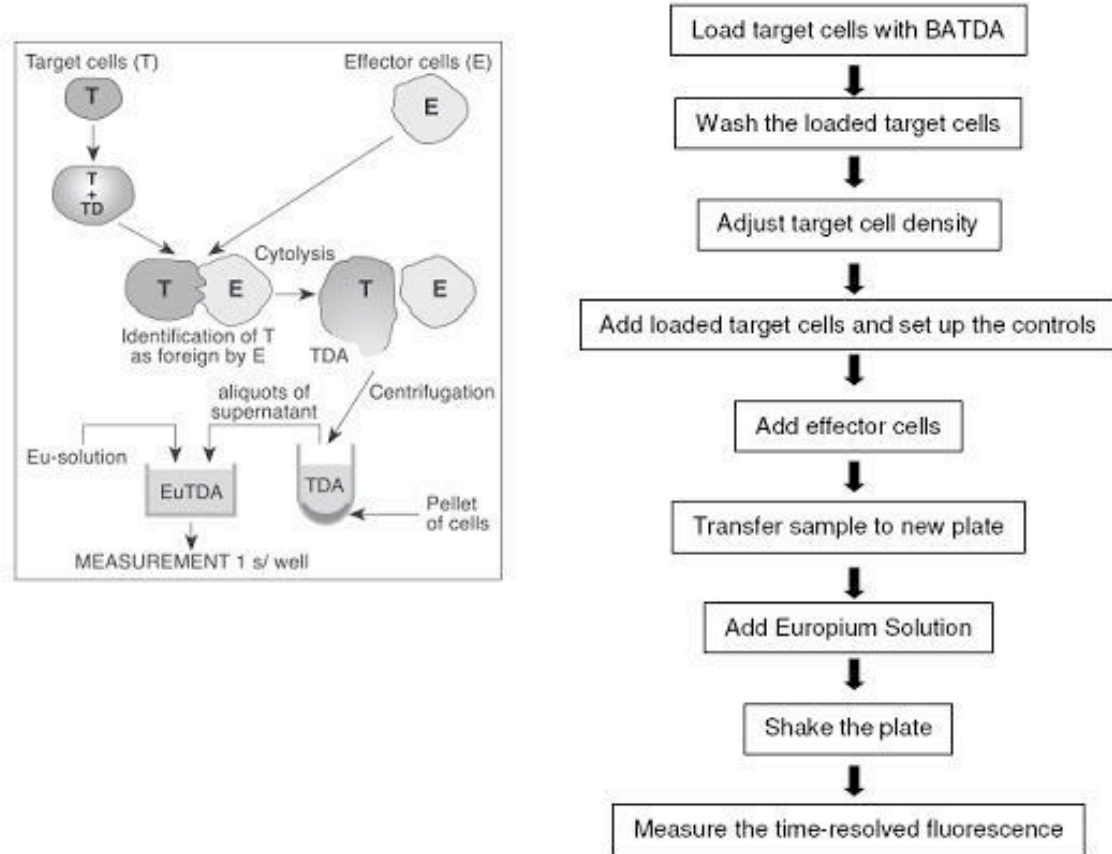 Target cells (T)
Effector cells (E)
T
E
T
+
TD
Cytolysis
T
E
T
E
Identification of T
as foreign by E
TDA
aliquots of
supernatant
Centrifugation
Eu-solution
EuTDA
TDA
Pellet
of cells
MEASUREMENT 1 s/ well
Load target cells with BATDA
Wash the loaded target cells
Adjust target cell density
Add loaded target cells and set up the controls
Add effector cells
Transfer sample to new plate
Add Europium Solution
Shake the plate
Measure the time-resolved fluorescence